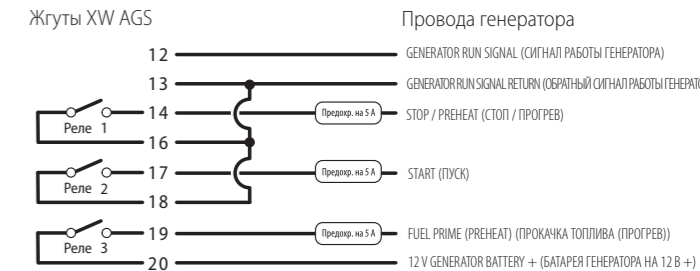 Жгуты XW AGS
Провода генератора
12 GENERATOR RUN SIGNAL (СИГНАЛ РАБОТЫ ГЕНЕРАТОРА)
13 GENERATOR RUN SIGNAL RETURN (ОБРАТНЫЙ СИГНАЛ РАБОТЫ ГЕНЕРАТО
14 Предохр. на 5 А STOP / PREHEAT (СТОП / ПРОГРЕВ)
Реле 1
16
17 Предохр. на 5 А START (ПУСК)
Реле 2
18
19 Предохр. на 5 А FUEL PRIME (PREHEAT) (ПРОКАЧКА ТОПЛИВА (ПРОГРЕВ))
Реле 3
20 12 V GENERATOR BATTERY + (БАТАРЕЯ ГЕНЕРАТОРА НА 12 В +)